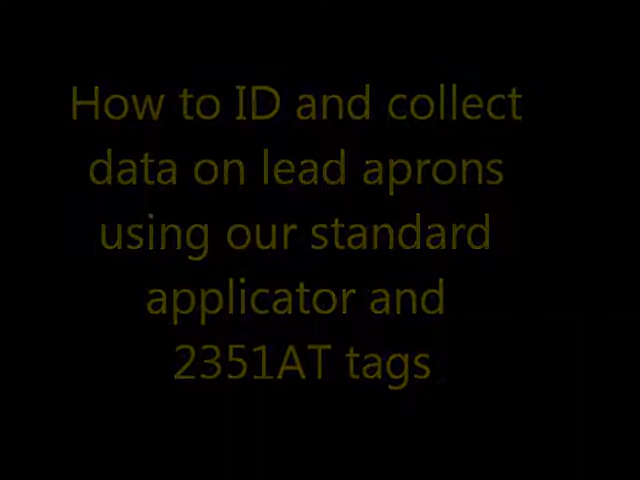 How to ID and collect
data on lead aprons
using our standard
applicator and
2351AT tags